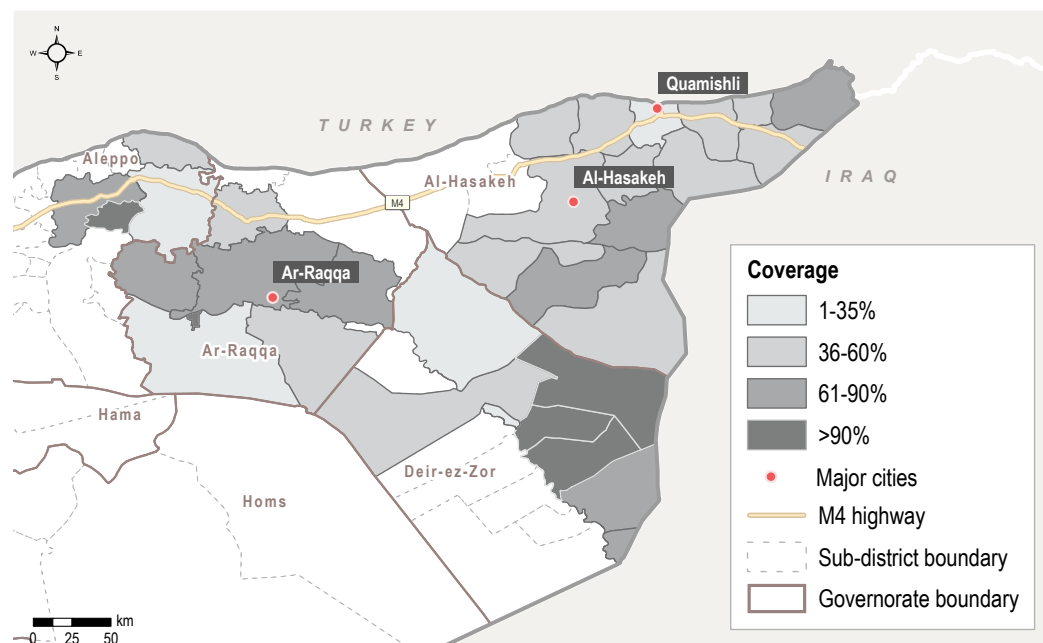 N
W E
S
TURKEY
Quamishli
Aleppo
Al-Hasakeh
Al-Hasakeh
IRAQ
M4
Ar-Raqqa
Ar-Raqqa
Hama
Deir-ez-Zor
Homs
Coverage
1-35%
36-60%
61-90%
>90%
Major cities
M4 highway
Sub-district boundary
Governorate boundary
km
0 25 50